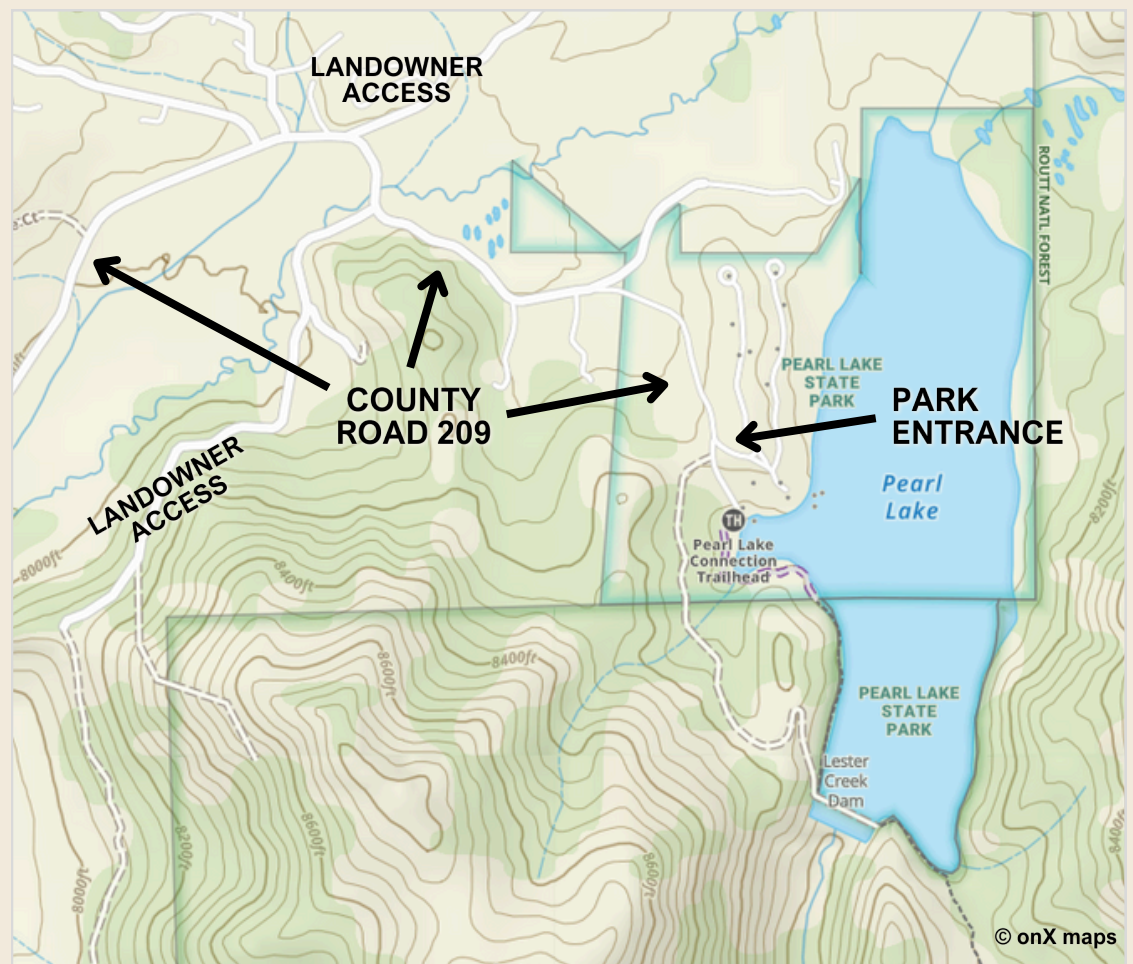 LANDOWNER
ACCESS
ROUTT NATL FOREST
e Ct
COUNTY
ROAD 209
PEARL LAKE
STATE
PARK
PARK
ENTRANCE
LANDOWNER
ACCESS
Pearl
Lake
8200ft
TH
Pearl Lake
Connection
Trailhead
8000ft
8400ft
8600ft
8400ft
PEARL LAKE
STATE
PARK
Lester
Creek
Dam
8200ft
8600ft
8600ft
8000ft
© onX maps